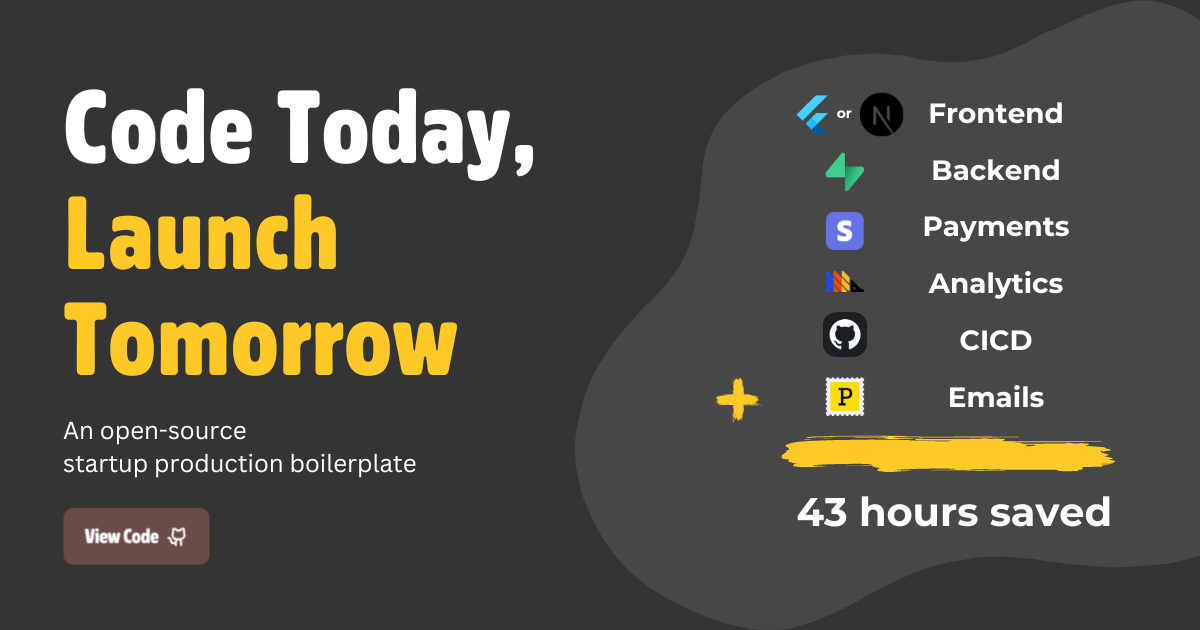 Code Today,
Launch
Tomorrow
An open-source
startup production boilerplate
View Code
or N Frontend
Backend
S Payments
Analytics
CICD
P Emails
43 hours saved